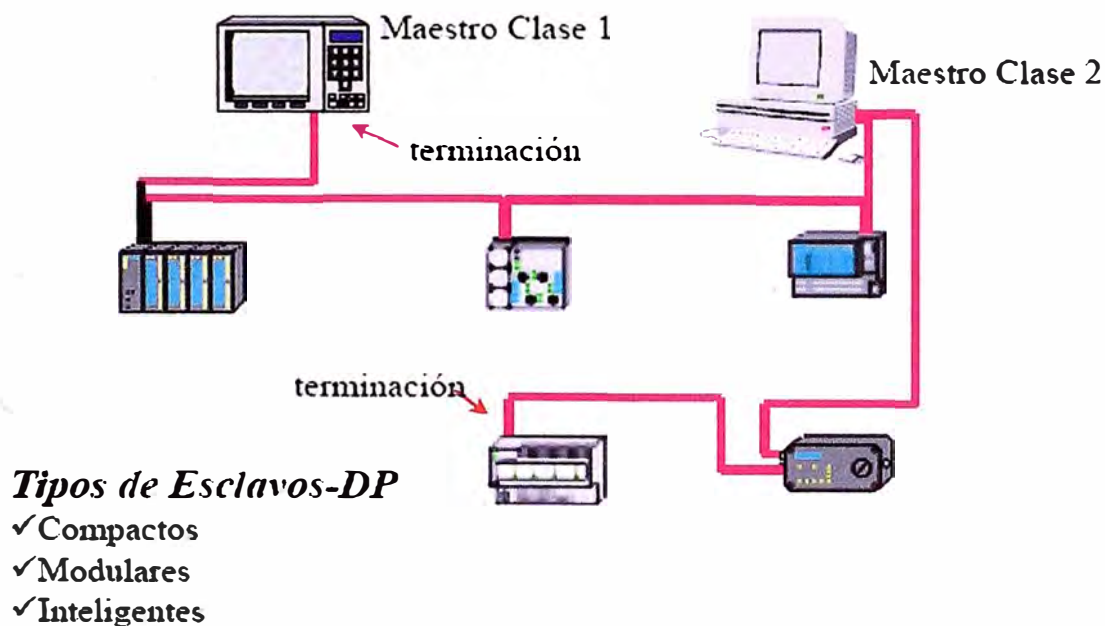 Maestro Clase 1
Maestro Clase 2
terminación
terminación
Tipos de Esclavos-DP
✓Compactos
✓Modulares
✓Inteligentes